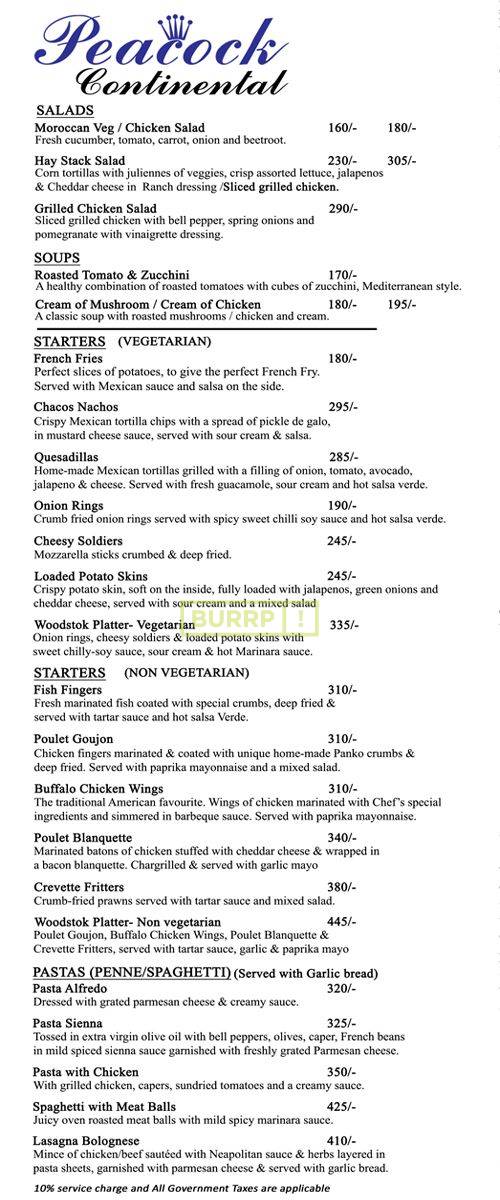 Peacock
Continental
SALADS
Moroccan Veg / Chicken Salad 160/- 180/-
Fresh cucumber, tomato, carrot, onion and beetroot.
Hay Stack Salad 230/- 305/-
Corn tortillas with juliennes of veggies, crisp assorted lettuce, jalapenos
& Cheddar cheese in Ranch dressing /Sliced grilled chicken.
Grilled Chicken Salad 290/-
Sliced grilled chicken with bell pepper, spring onions and
pomegranate with vinaigrette dressing.
SOUPS
Roasted Tomato & Zucchini 170/-
A healthy combination of roasted tomatoes with cubes of zucchini, Mediterranean style.
Cream of Mushroom / Cream of Chicken 180/- 195/-
A classic soup with roasted mushrooms / chicken and cream.
STARTERS (VEGETARIAN)
French Fries 180/-
Perfect slices of potatoes, to give the perfect French Fry.
Served with Mexican sauce and salsa on the side.
Chacos Nachos 295/-
Crispy Mexican tortilla chips with a spread of pickle de galo,
in mustard cheese sauce, served with sour cream & salsa.
Quesadillas 285/-
Home-made Mexican tortillas grilled with a filling of onion, tomato, avocado,
jalapeno & cheese. Served with fresh guacamole, sour cream and hot salsa verde.
Onion Rings 190/-
Crumb fried onion rings served with spicy sweet chilli soy sauce and hot salsa verde.
Cheesy Soldiers 245/-
Mozzarella sticks crumbed & deep fried.
Loaded Potato Skins 245/-
Crispy potato skin, soft on the inside, fully loaded with jalapenos, green onions and
cheddar cheese, served with sour cream and a mixed salad
BURRP!
Woodstok Platter- Vegetarian 335/-
Onion rings, cheesy soldiers & loaded potato skins with
sweet chilly-soy sauce, sour cream & hot Marinara sauce.
STARTERS (NON VEGETARIAN)
Fish Fingers 310/-
Fresh marinated fish coated with special crumbs, deep fried &
served with tartar sauce and hot salsa Verde.
Poulet Goujon 310/-
Chicken fingers marinated & coated with unique home-made Panko crumbs &
deep fried. Served with paprika mayonnaise and a mixed salad.
Buffalo Chicken Wings 310/-
The traditional American favourite. Wings of chicken marinated with Chef's special
ingredients and simmered in barbeque sauce. Served with paprika mayonnaise.
Poulet Blanquette 340/-
Marinated batons of chicken stuffed with cheddar cheese & wrapped in
a bacon blanquette. Chargrilled & served with garlic mayo
Crevette Fritters 380/-
Crumb-fried prawns served with tartar sauce and mixed salad.
Woodstok Platter- Non vegetarian 445/-
Poulet Goujon, Buffalo Chicken Wings, Poulet Blanquette &
Crevette Fritters, served with tartar sauce, garlic & paprika mayo
PASTAS (PENNE/SPAGHETTI) (Served with Garlic bread)
Pasta Alfredo 320/-
Dressed with grated parmesan cheese & creamy sauce.
Pasta Sienna 325/-
Tossed in extra virgin olive oil with bell peppers, olives, caper, French beans
in mild spiced sienna sauce garnished with freshly grated Parmesan cheese.
Pasta with Chicken 350/-
With grilled chicken, capers, sundried tomatoes and a creamy sauce.
Spaghetti with Meat Balls 425/-
Juicy oven roasted meat balls with mild spicy marinara sauce.
Lasagna Bolognese 410/-
Mince of chicken/beef sautéed with Neapolitan sauce & herbs layered in
pasta sheets, garnished with parmesan cheese & served with garlic bread.
10% service charge and All Government Taxes are applicable